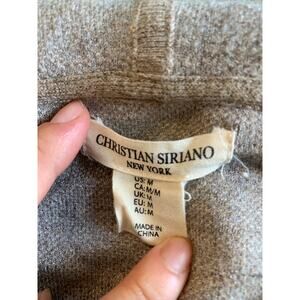 CHRISTIAN SIRIANO
NEW YORK
US: M
CA: M/M
UK: M
EU: M
AU: M
MADE IN
CHINA